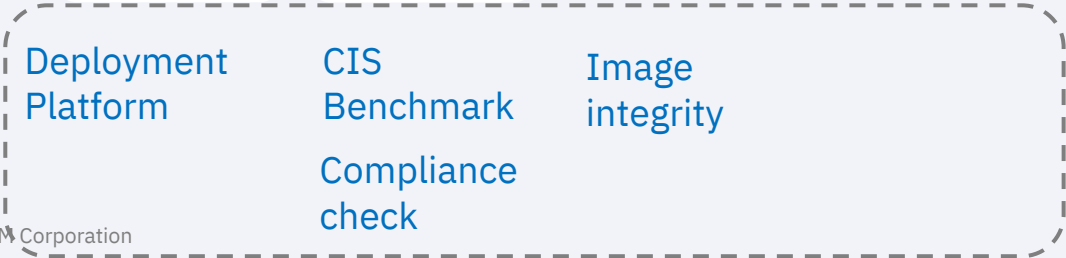 Deployment
Platform
CIS
Benchmark
Image
integrity
Compliance
check
M Corporation